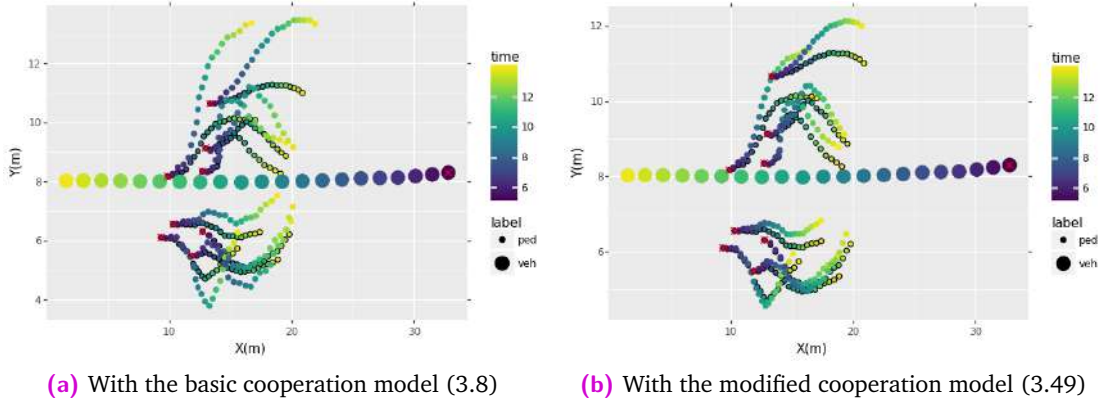 12
10
8
6
4
Y(m)
10
20
30
X(m)
time
12
10
8
6
label
ped
veh
(a) With the basic cooperation model (3.8)
12
10
8
6
Y(m)
10
20
30
X(m)
time
12
10
8
6
label
ped
veh
(b) With the modified cooperation model (3.49)